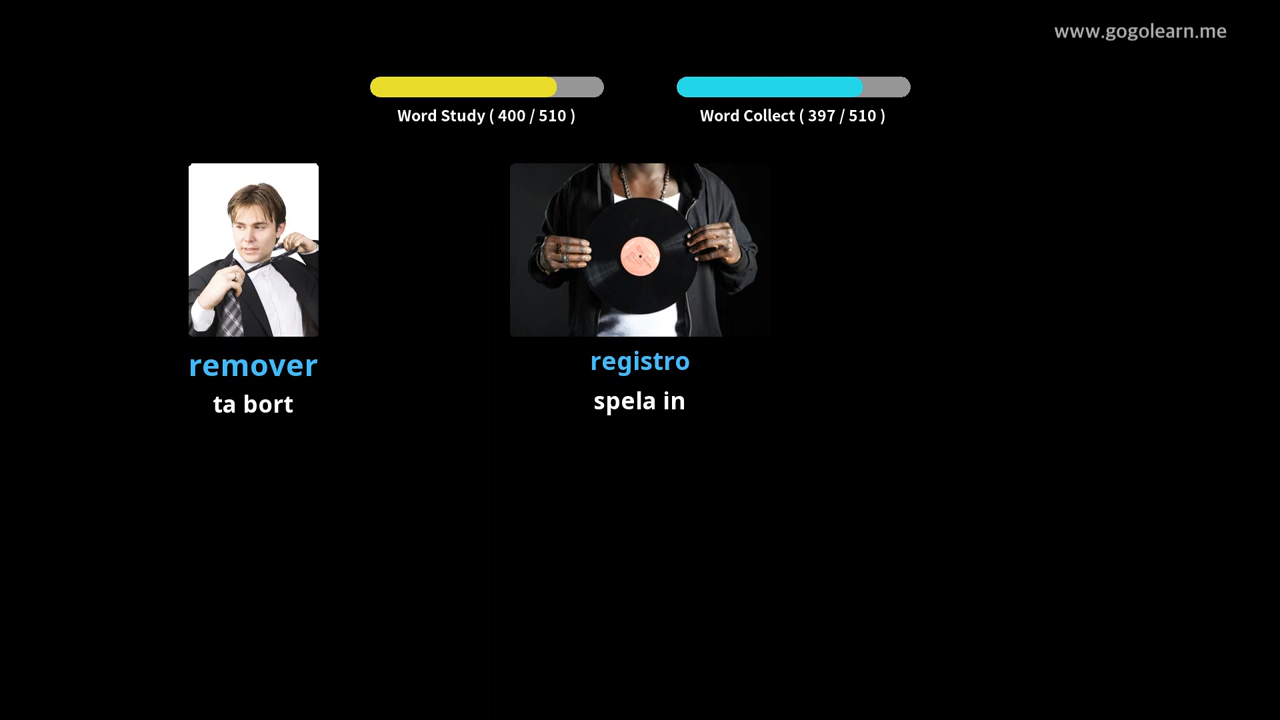 www.gogolearn.me
Word Study ( 400 / 510 )
Word Collect ( 397 / 510 )
remover
ta bort
registro
spela in